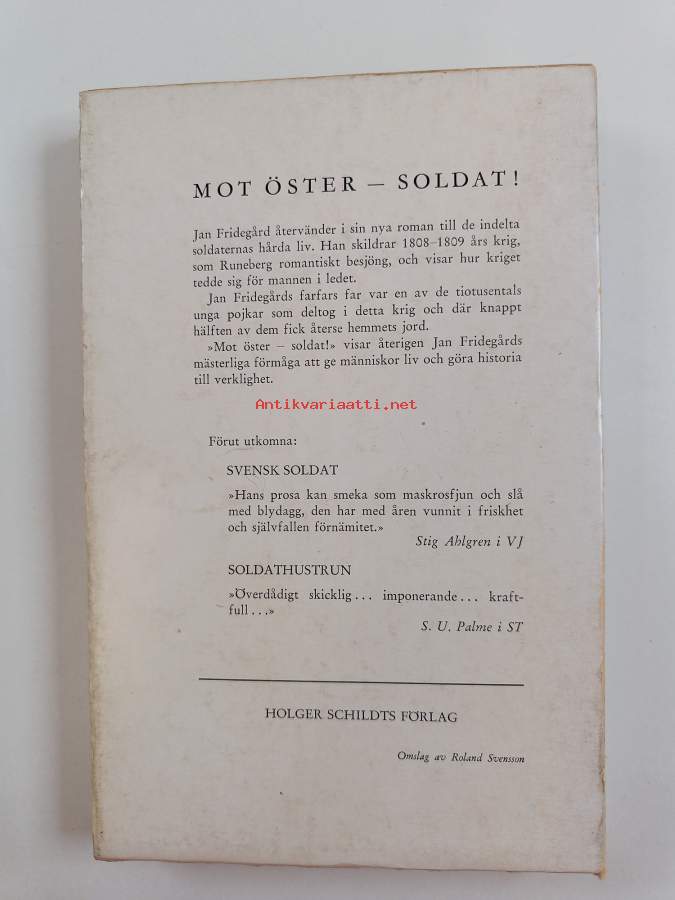 MOT ÖSTER – SOLDAT!
Jan Fridegård återvänder i sin nya roman till de indelta
soldaternas hårda liv. Han skildrar 1808–1809 års krig,
som Runeberg romantiskt besjöng, och visar hur kriget
tedde sig för mannen i ledet.
Jan Fridegårds farfars far var en av de tiotusentals
unga pojkar som deltog i detta krig och där knappt
hälften av dem fick återse hemmets jord.
»Mot öster – soldat!» visar återigen Jan Fridegårds
mästerliga förmåga att ge människor liv och göra historia
till verklighet.
Antikvariaatti.net
Förut utkomna:
SVENSK SOLDAT
»Hans prosa kan smeka som maskrosfjun och slå
med blydagg, den har med åren vunnit i friskhet
och självfallen förnämitet.»
Stig Ahlgren i VJ
SOLDATHUSTRUN
»Överdådigt skicklig... imponerande... kraft-
full...»
S. U. Palme i ST
HOLGER SCHILDTS FÖRLAG
Omslag av Roland Svensson